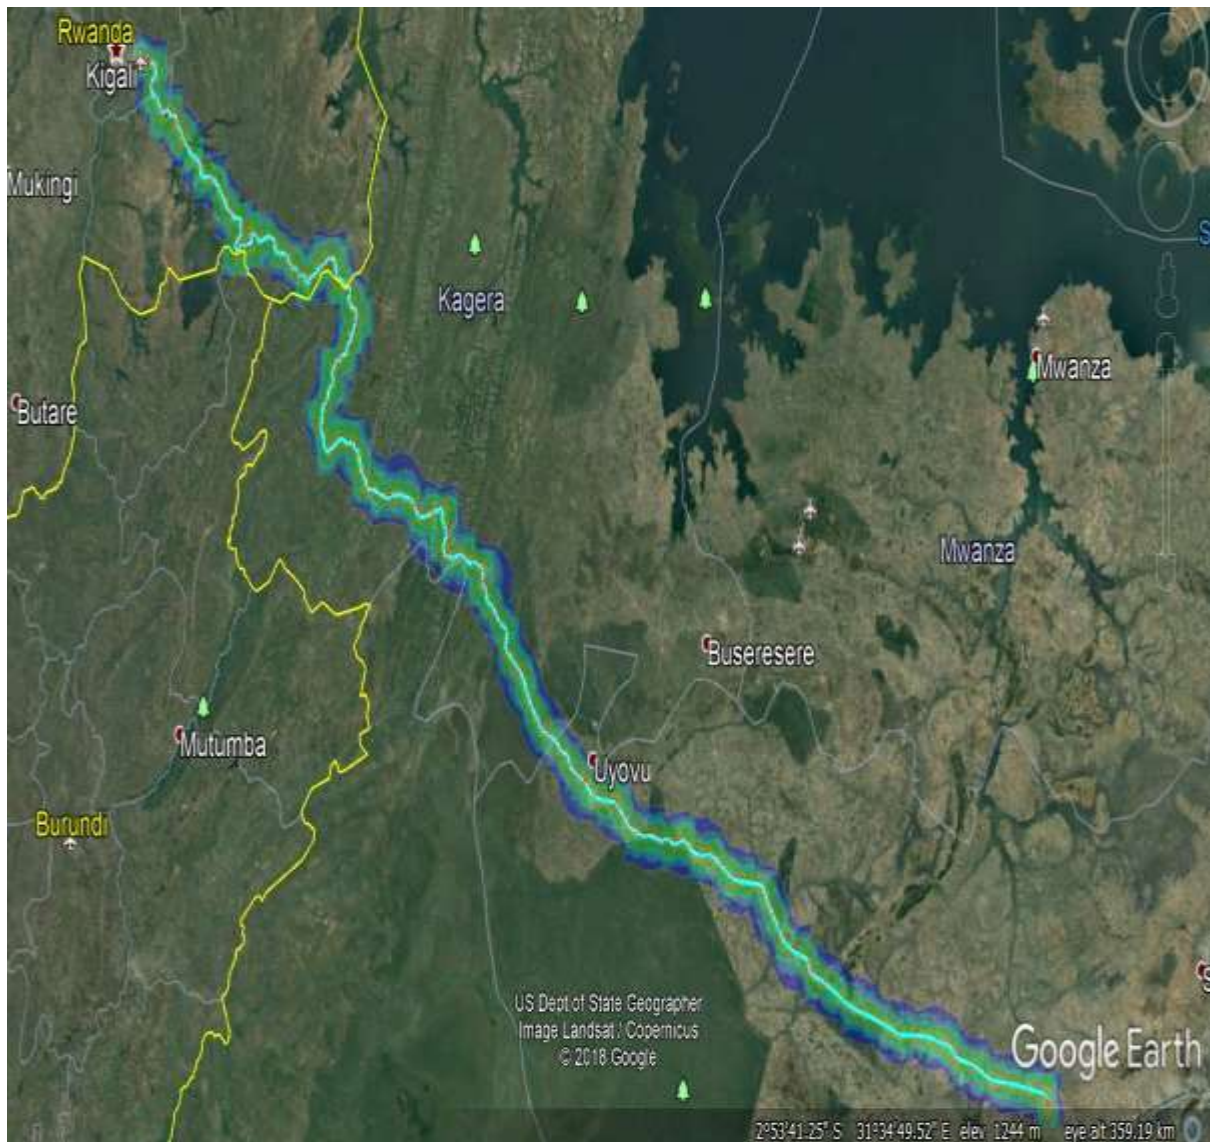 Rwanda
Kigali
Mukingi
Kagera
Mwanza
Butare
Mwanza
Buseresere
Mutumba
Uyovu
Burundi
US Dept of State Geographer
Image Landsat / Copernicus
© 2018 Google
Google Earth
2°53'41.25" S 31°34'49.52" E elev 1244 m eye alt 359.19 km